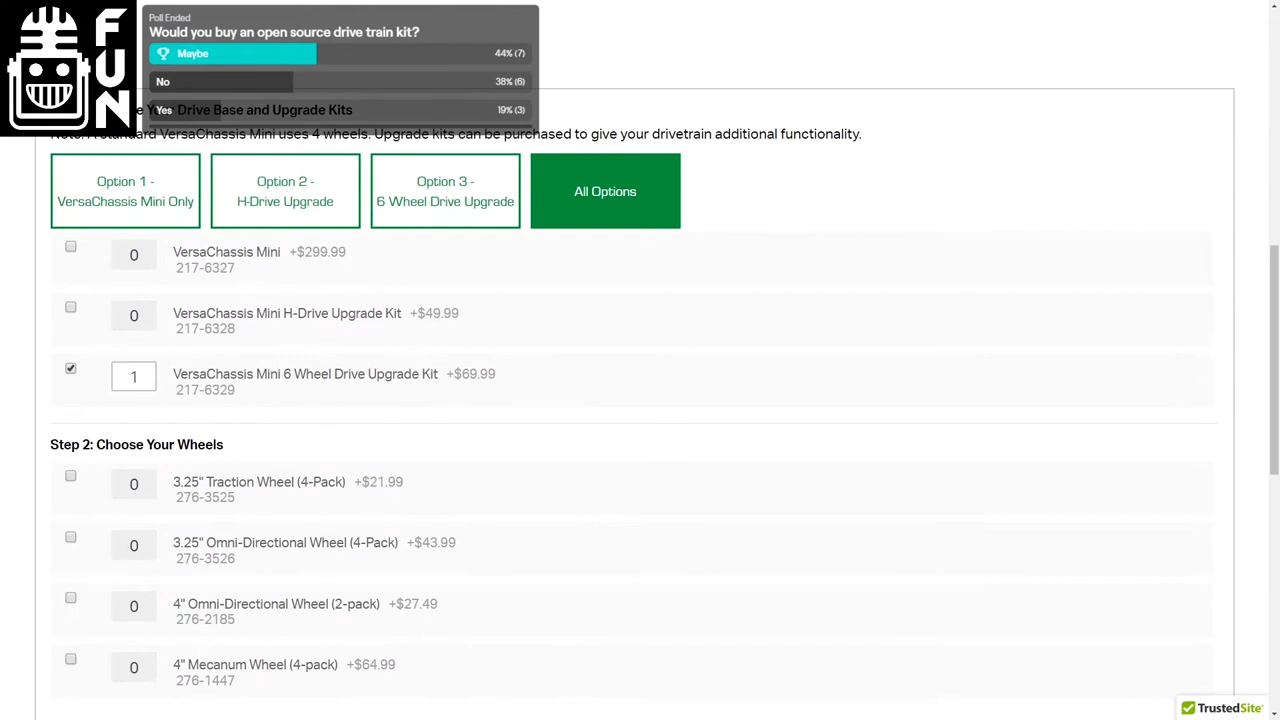 FUN
Poll Ended
Would you buy an open source drive train kit?
Maybe 44% (7)
No 38% (6)
Yes 19% (3)
Your Drive Base and Upgrade Kits
standard VersaChassis Mini uses 4 wheels. Upgrade kits can be purchased to give your drivetrain additional functionality.
Option 1 -
VersaChassis Mini Only
Option 2 -
H-Drive Upgrade
Option 3 -
6 Wheel Drive Upgrade
All Options
0 VersaChassis Mini +$299.99
217-6327
0 VersaChassis Mini H-Drive Upgrade Kit +$49.99
217-6328
1 VersaChassis Mini 6 Wheel Drive Upgrade Kit +$69.99
217-6329
Step 2: Choose Your Wheels
0 3.25" Traction Wheel (4-Pack) +$21.99
276-3525
0 3.25" Omni-Directional Wheel (4-Pack) +$43.99
276-3526
0 4" Omni-Directional Wheel (2-pack) +$27.49
276-2185
0 4" Mecanum Wheel (4-pack) +$64.99
276-1447
TrustedSite